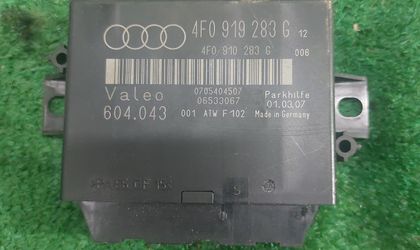 4F0 919 283 G 12
4F0 910 283 G 006
Valeo 0705404507 Parkhilfe
06533067 01.03.07
604.043 001 ATW F 102 Made in Germany
S